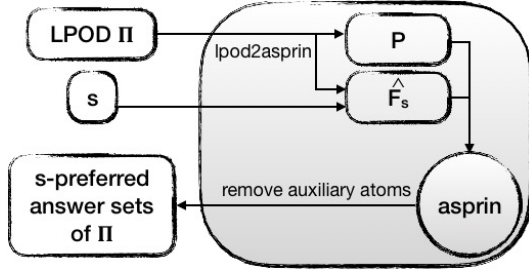 LPOD Π
P
lpod2asprin
s
F̂ₛ
s-preferred
answer sets
of Π
remove auxiliary atoms
asprin